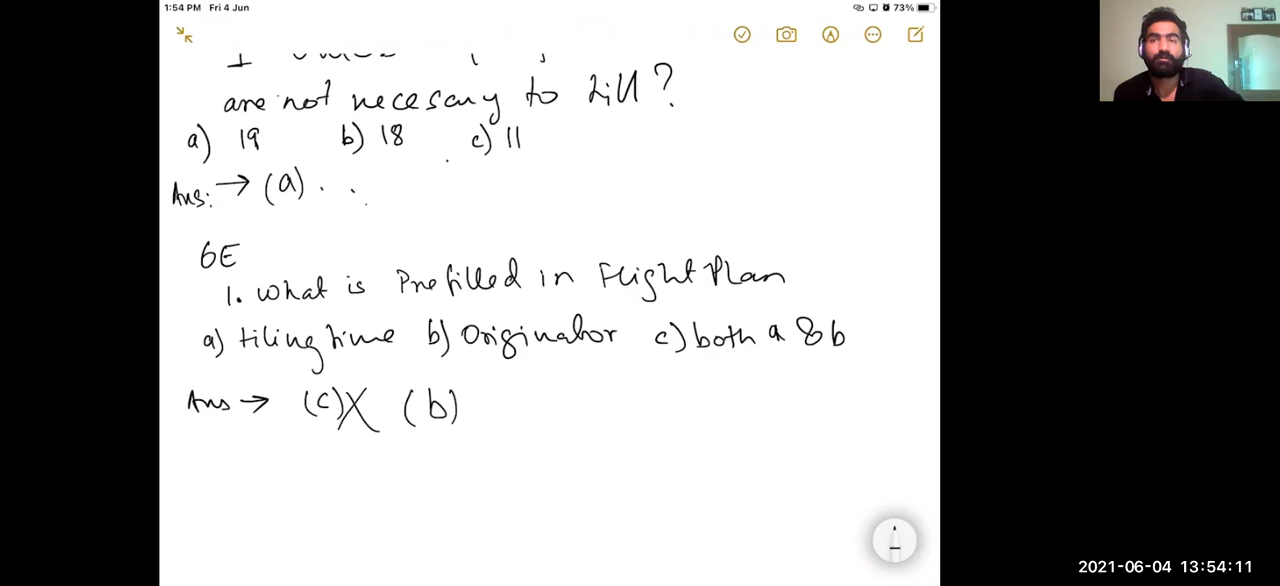 1:54 PM Fri 4 Jun 73%
are not necesary to fill?
a) 19 b) 18 c) 11
Ans: → (a) . .
6E
1. What is Prefilled in Flight Plan
a) filing time b) Originator c) both a & b
Ans → (c)X (b)
2021-06-04 13:54:11